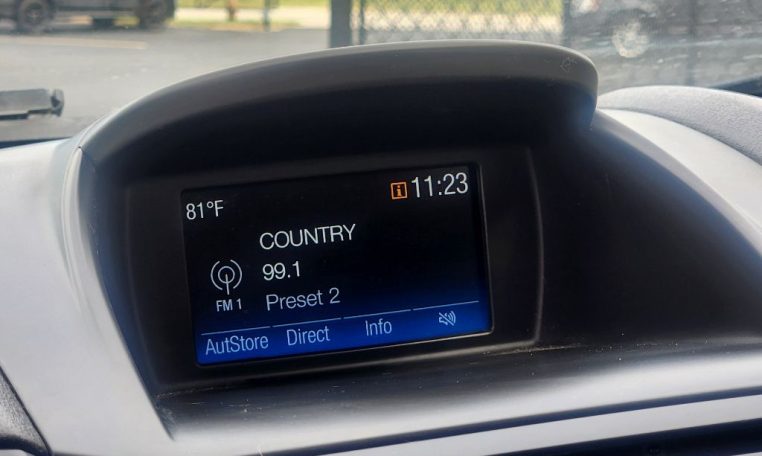 81°F
i 11:23
COUNTRY
99.1
FM 1
Preset 2
AutStore Direct Info